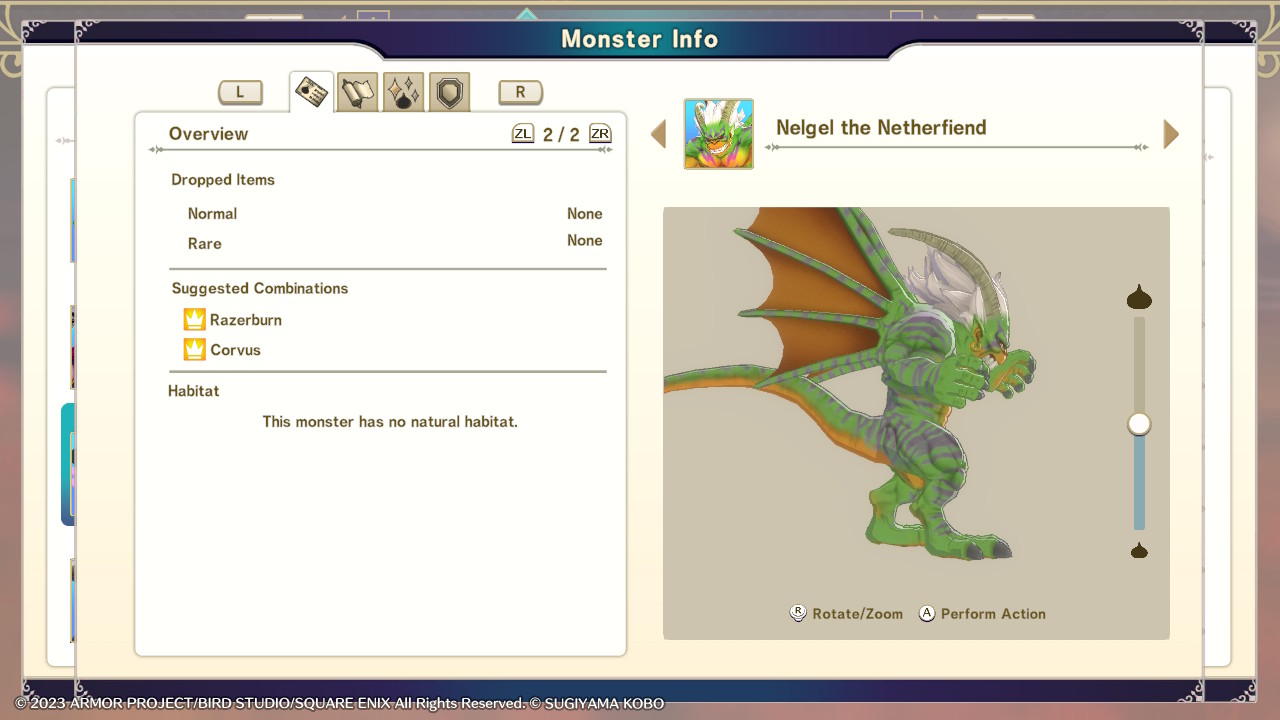 Monster Info
L
R
Overview
ZL 2 / 2 ZR
Dropped Items
Normal None
Rare None
Suggested Combinations
Razerburn
Corvus
Habitat
This monster has no natural habitat.
Nelgel the Netherfiend
R Rotate/Zoom A Perform Action
© 2023 ARMOR PROJECT/BIRD STUDIO/SQUARE ENIX All Rights Reserved. © SUGIYAMA KOBO